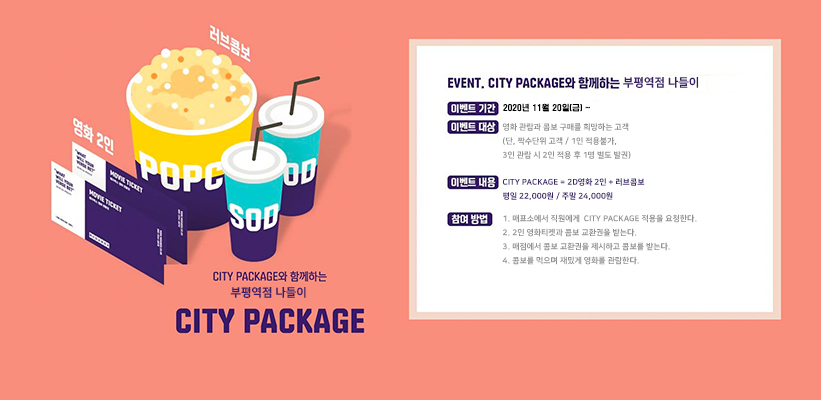 러브콤보
영화 2인
POPC
SOD
OD
MOVIE TICKET
MOVIE TICKET
CITY PACKAGE와 함께하는
부평역점 나들이
CITY PACKAGE
EVENT. CITY PACKAGE와 함께하는 부평역점 나들이
이벤트 기간 2020년 11월 20일(금) ~
이벤트 대상 영화 관람과 콤보 구매를 희망하는 고객
(단, 짝수단위 고객 / 1인 적용불가,
3인 관람 시 2인 적용 후 1명 별도 발권)
이벤트 내용 CITY PACKAGE = 2D영화 2인 + 러브콤보
평일 22,000원 / 주말 24,000원
참여 방법 1. 매표소에서 직원에게 CITY PACKAGE 적용을 요청한다.
2. 2인 영화티켓과 콤보 교환권을 받는다.
3. 매점에서 콤보 교환권을 제시하고 콤보를 받는다.
4. 콤보를 먹으며 재밌게 영화를 관람한다.